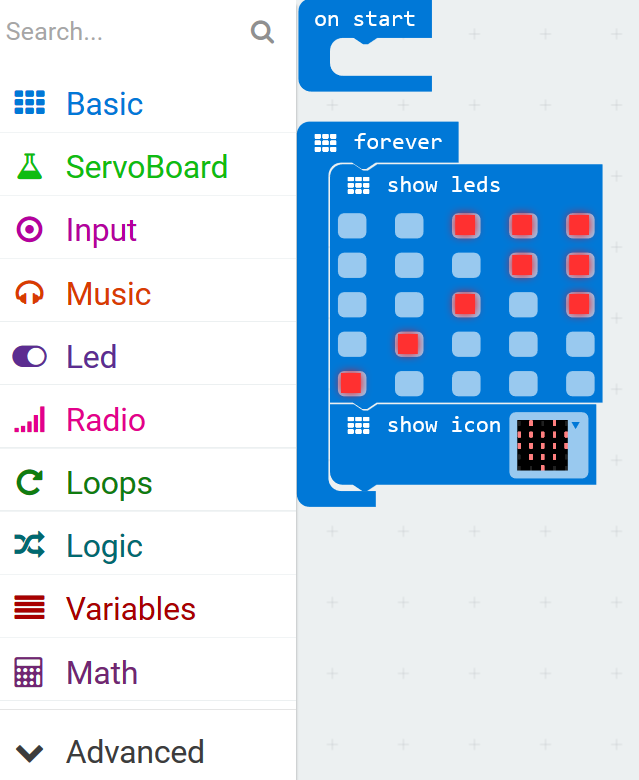 Search...
Basic
ServoBoard
Input
Music
Led
Radio
Loops
Logic
Variables
Math
Advanced
on start
forever
show leds
show icon